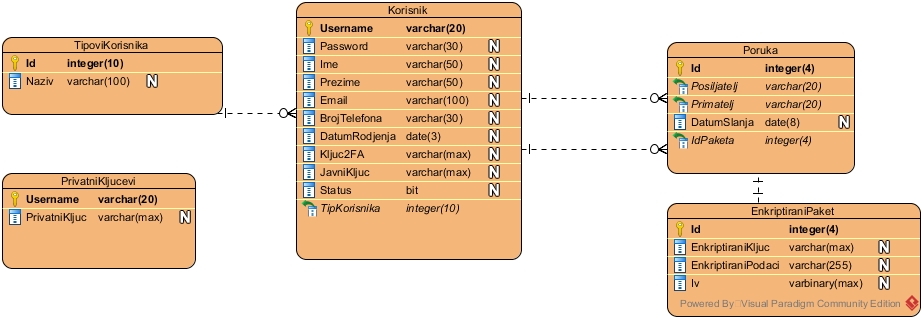 TipoviKorisnika
Id integer(10)
Naziv varchar(100) N
PrivatniKljucevi
Username varchar(20)
PrivatniKljuc varchar(max) N
Korisnik
Username varchar(20)
Password varchar(30) N
Ime varchar(50) N
Prezime varchar(50) N
Email varchar(100) N
BrojTelefona varchar(30) N
DatumRodjenja date(3) N
Kljuc2FA varchar(max) N
JavniKljuc varchar(max) N
Status bit N
TipKorisnika integer(10)
Poruka
Id integer(4)
Posiljatelj varchar(20)
Primatelj varchar(20)
DatumSlanja date(8) N
IdPaketa integer(4)
EnkriptiraniPaket
Id integer(4)
EnkriptiraniKljuc varchar(max) N
EnkriptiraniPodaci varchar(255) N
Iv varbinary(max) N
Powered By Visual Paradigm Community Edition